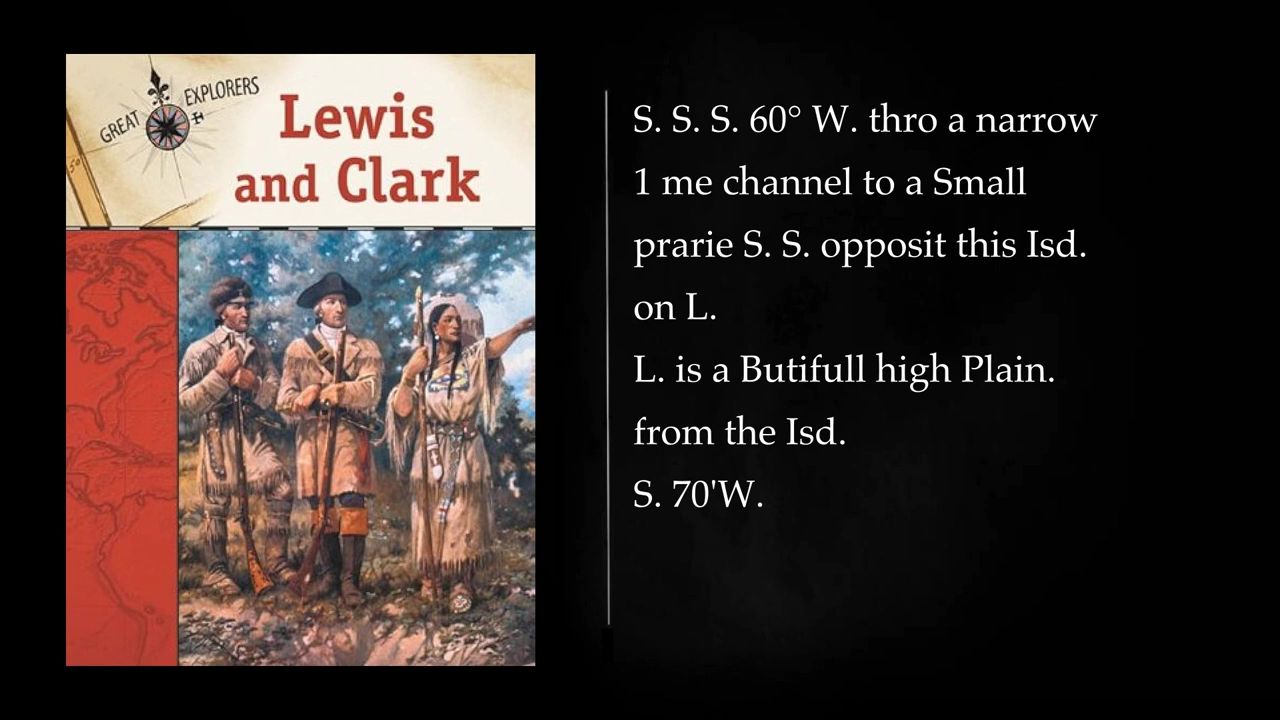 GREAT EXPLORERS
Lewis
and Clark
S. S. S. 60° W. thro a narrow
1 me channel to a Small
prarie S. S. opposit this Isd.
on L.
L. is a Butifull high Plain.
from the Isd.
S. 70'W.